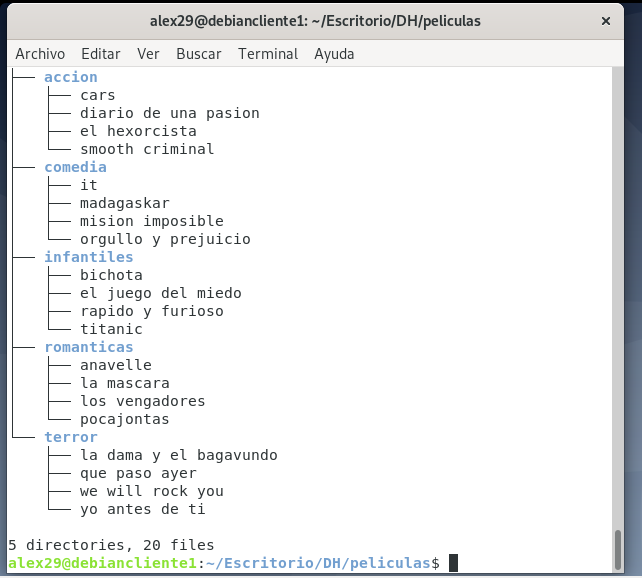 alex29@debiancliente1: ~/Escritorio/DH/peliculas
Archivo Editar Ver Buscar Terminal Ayuda
├── accion
│   ├── cars
│   ├── diario de una pasion
│   ├── el hexorcista
│   └── smooth criminal
├── comedia
│   ├── it
│   ├── madagaskar
│   ├── mision imposible
│   └── orgullo y prejuicio
├── infantiles
│   ├── bichota
│   ├── el juego del miedo
│   ├── rapido y furioso
│   └── titanic
├── romanticas
│   ├── anavelle
│   ├── la mascara
│   ├── los vengadores
│   └── pocajontas
└── terror
    ├── la dama y el bagavundo
    ├── que paso ayer
    ├── we will rock you
    └── yo antes de ti
5 directories, 20 files
alex29@debiancliente1:~/Escritorio/DH/peliculas$